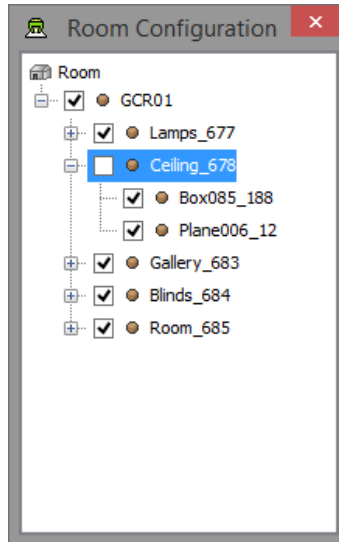 Room Configuration
Room
GCR01
Lamps_677
Ceiling_678
Box085_188
Plane006_12
Gallery_683
Blinds_684
Room_685